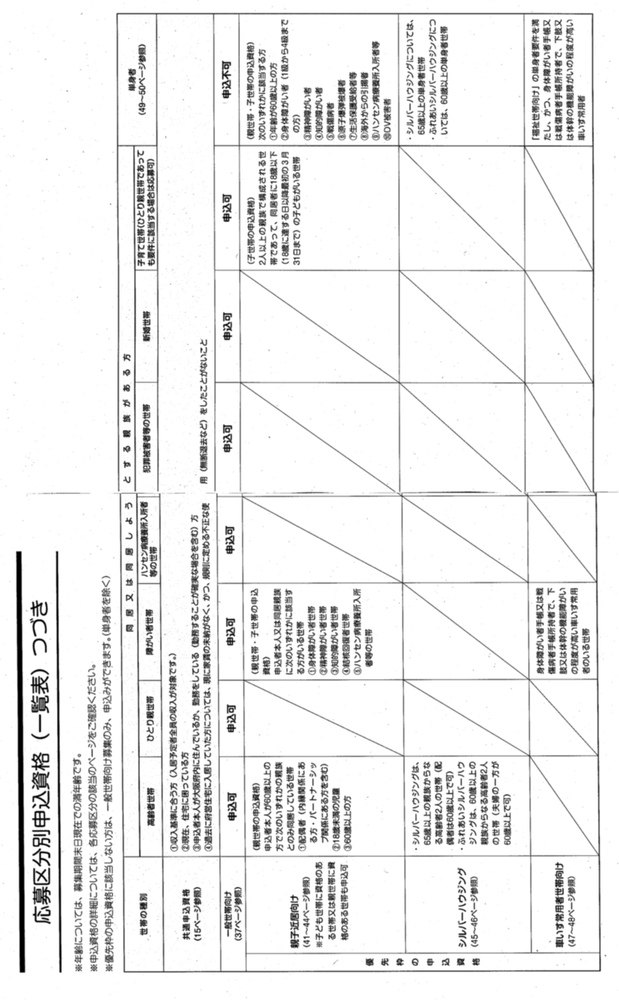 応募区分別申込資格（一覧表）つづき
※年齢については、募集期間末日現在での満年齢です。
※申込資格の詳細については、各応募区分の該当のページをご確認ください。
※優先枠の申込資格に該当しない方は、一般世帯向け募集のみ、申込みができます。(単身者を除く)
世帯の種別
同居又は同居しよう
とする親族がある方
高齢者世帯
ひとり親世帯
障がい者世帯
ハンセン病療養所入所者
等の世帯
犯罪被害者等の世帯
新婚世帯
子育て世帯(ひとり親世帯であって
も要件に該当する場合は応募可)
単身者
(49～50ページ参照)
共通申込資格
(15ページ参照)
①収入基準に合う方（入居予定者全員の収入が対象です。）
②現在、住宅に困っている方
③申込者本人が大阪府内に住んでいるか、勤務をしている（勤務することが確実な場合を含む）方
④過去に府営住宅に入居していた方については、現に家賃の未納がなく、かつ、規則に定める不正な使
用（無断退去など）をしたことがないこと
一般世帯向け
(37ページ参照)
申込可
申込可
申込可
申込可
申込可
申込可
申込可
申込不可
優先枠の申込資格
親子近居向け
(41～44ページ参照)
※子ども世帯に資格のあ
る世帯又は親世帯に資
格のある世帯も申込可
（親世帯の申込資格）
申込者本人が60歳以上の
方で次のいずれかの親族
とのみ同居している世帯
①配偶者（内縁関係にあ
る方・パートナーシッ
プ関係にある方を含む）
②18歳未満の児童
③60歳以上の方
（親世帯・子世帯の申込
資格）
申込者本人又は同居親族
に次のいずれかに該当す
る方がいる世帯
①身体障がい者世帯
②精神障がい者世帯
③知的障がい者世帯
④結核回復者世帯
⑤ハンセン病療養所入所
者等の世帯
（子世帯の申込資格）
2人以上の親族で構成される世
帯であって、同居者に18歳以下
（18歳に達する日以降最初の3月
31日まで）の子どもがいる世帯
（親世帯・子世帯の申込資格）
次のいずれかに該当する方
①年齢が60歳以上の方
②身体障がい者（1級から4級まで
の方）
③精神障がい者
④知的障がい者
⑤戦傷病者
⑥原子爆弾被爆者
⑦生活保護受給者等
⑧海外からの引揚者
⑨ハンセン病療養所入所者等
⑩DV被害者
シルバーハウジング
(45～46ページ参照)
・シルバーハウジングは、
65歳以上の親族からな
る高齢者2人の世帯（配
偶者は60歳以上で可）
・ふれあいシルバーハウ
ジングは、60歳以上の
親族からなる高齢者2人
の世帯（夫婦の一方が
60歳以上で可）
・シルバーハウジングについては、
65歳以上の単身者世帯
・ふれあいシルバーハウジングにつ
いては、60歳以上の単身者世帯
車いす常用者世帯向け
(47～48ページ参照)
身体障がい者手帳又は戦
傷病者手帳所持者で、下
肢又は体幹の機能障がい
の程度が高い車いす常用
者のいる世帯
「福祉世帯向け」の単身者要件を満
たし、かつ、身体障がい者手帳又
は戦傷病者手帳所持者で、下肢又
は体幹の機能障がいの程度が高い
車いす常用者